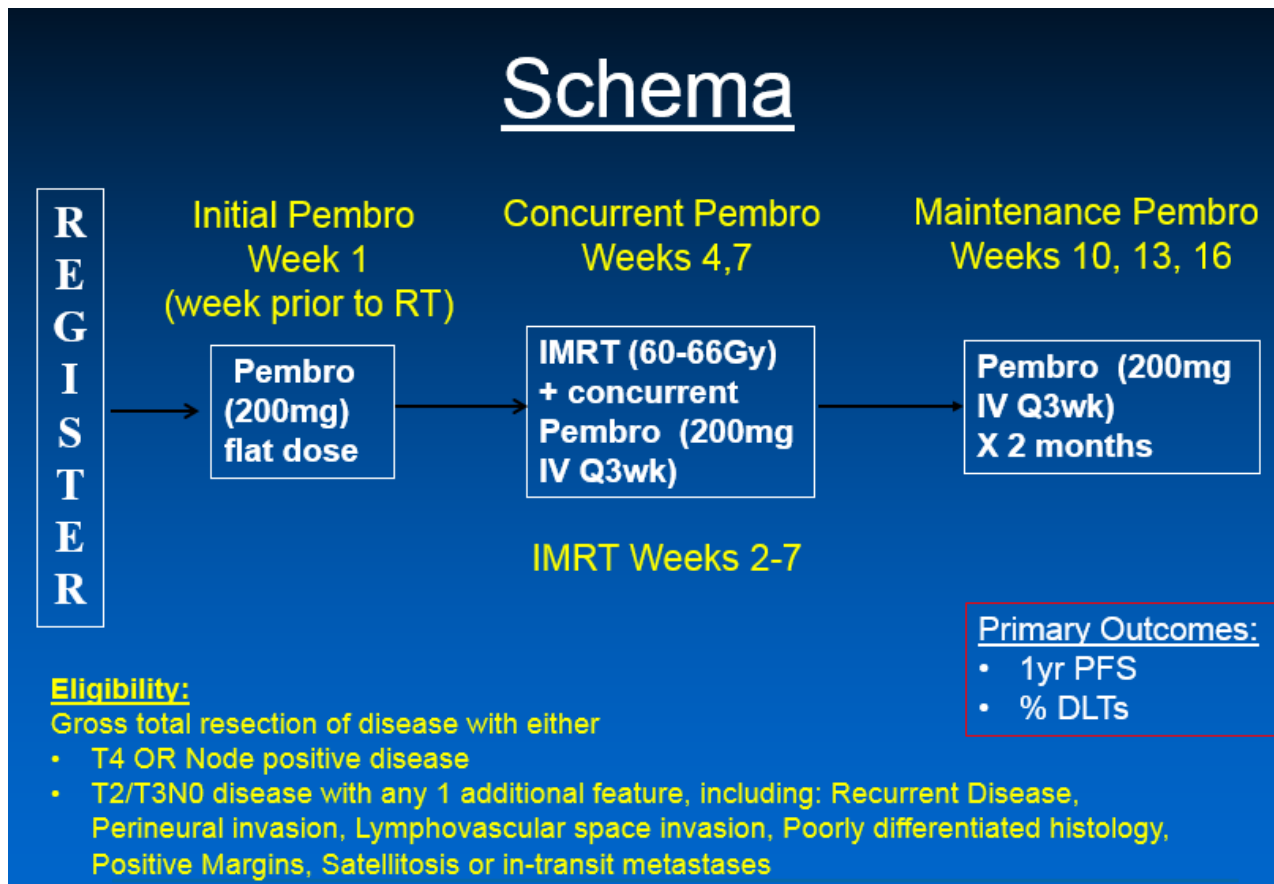 Schema
R
E
G
I
S
T
E
R
Initial Pembro
Week 1
(week prior to RT)
Pembro
(200mg)
flat dose
Concurrent Pembro
Weeks 4,7
IMRT (60-66Gy)
+ concurrent
Pembro (200mg
IV Q3wk)
IMRT Weeks 2-7
Maintenance Pembro
Weeks 10, 13, 16
Pembro (200mg
IV Q3wk)
X 2 months
Primary Outcomes:
• 1yr PFS
• % DLTs
Eligibility:
Gross total resection of disease with either
• T4 OR Node positive disease
• T2/T3N0 disease with any 1 additional feature, including: Recurrent Disease,
Perineural invasion, Lymphovascular space invasion, Poorly differentiated histology,
Positive Margins, Satellitosis or in-transit metastases